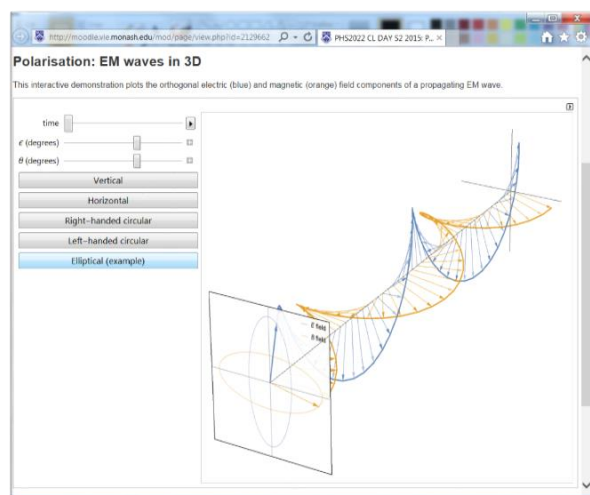 http://moodle.vle.monash.edu/mod/page/view.php?id=2129662
PHS2022 CL DAY S2 2015: P...
Polarisation: EM waves in 3D
This interactive demonstration plots the orthogonal electric (blue) and magnetic (orange) field components of a propagating EM wave.
time
ϵ (degrees)
θ (degrees)
Vertical
Horizontal
Right-handed circular
Left-handed circular
Elliptical (example)
E field
B field